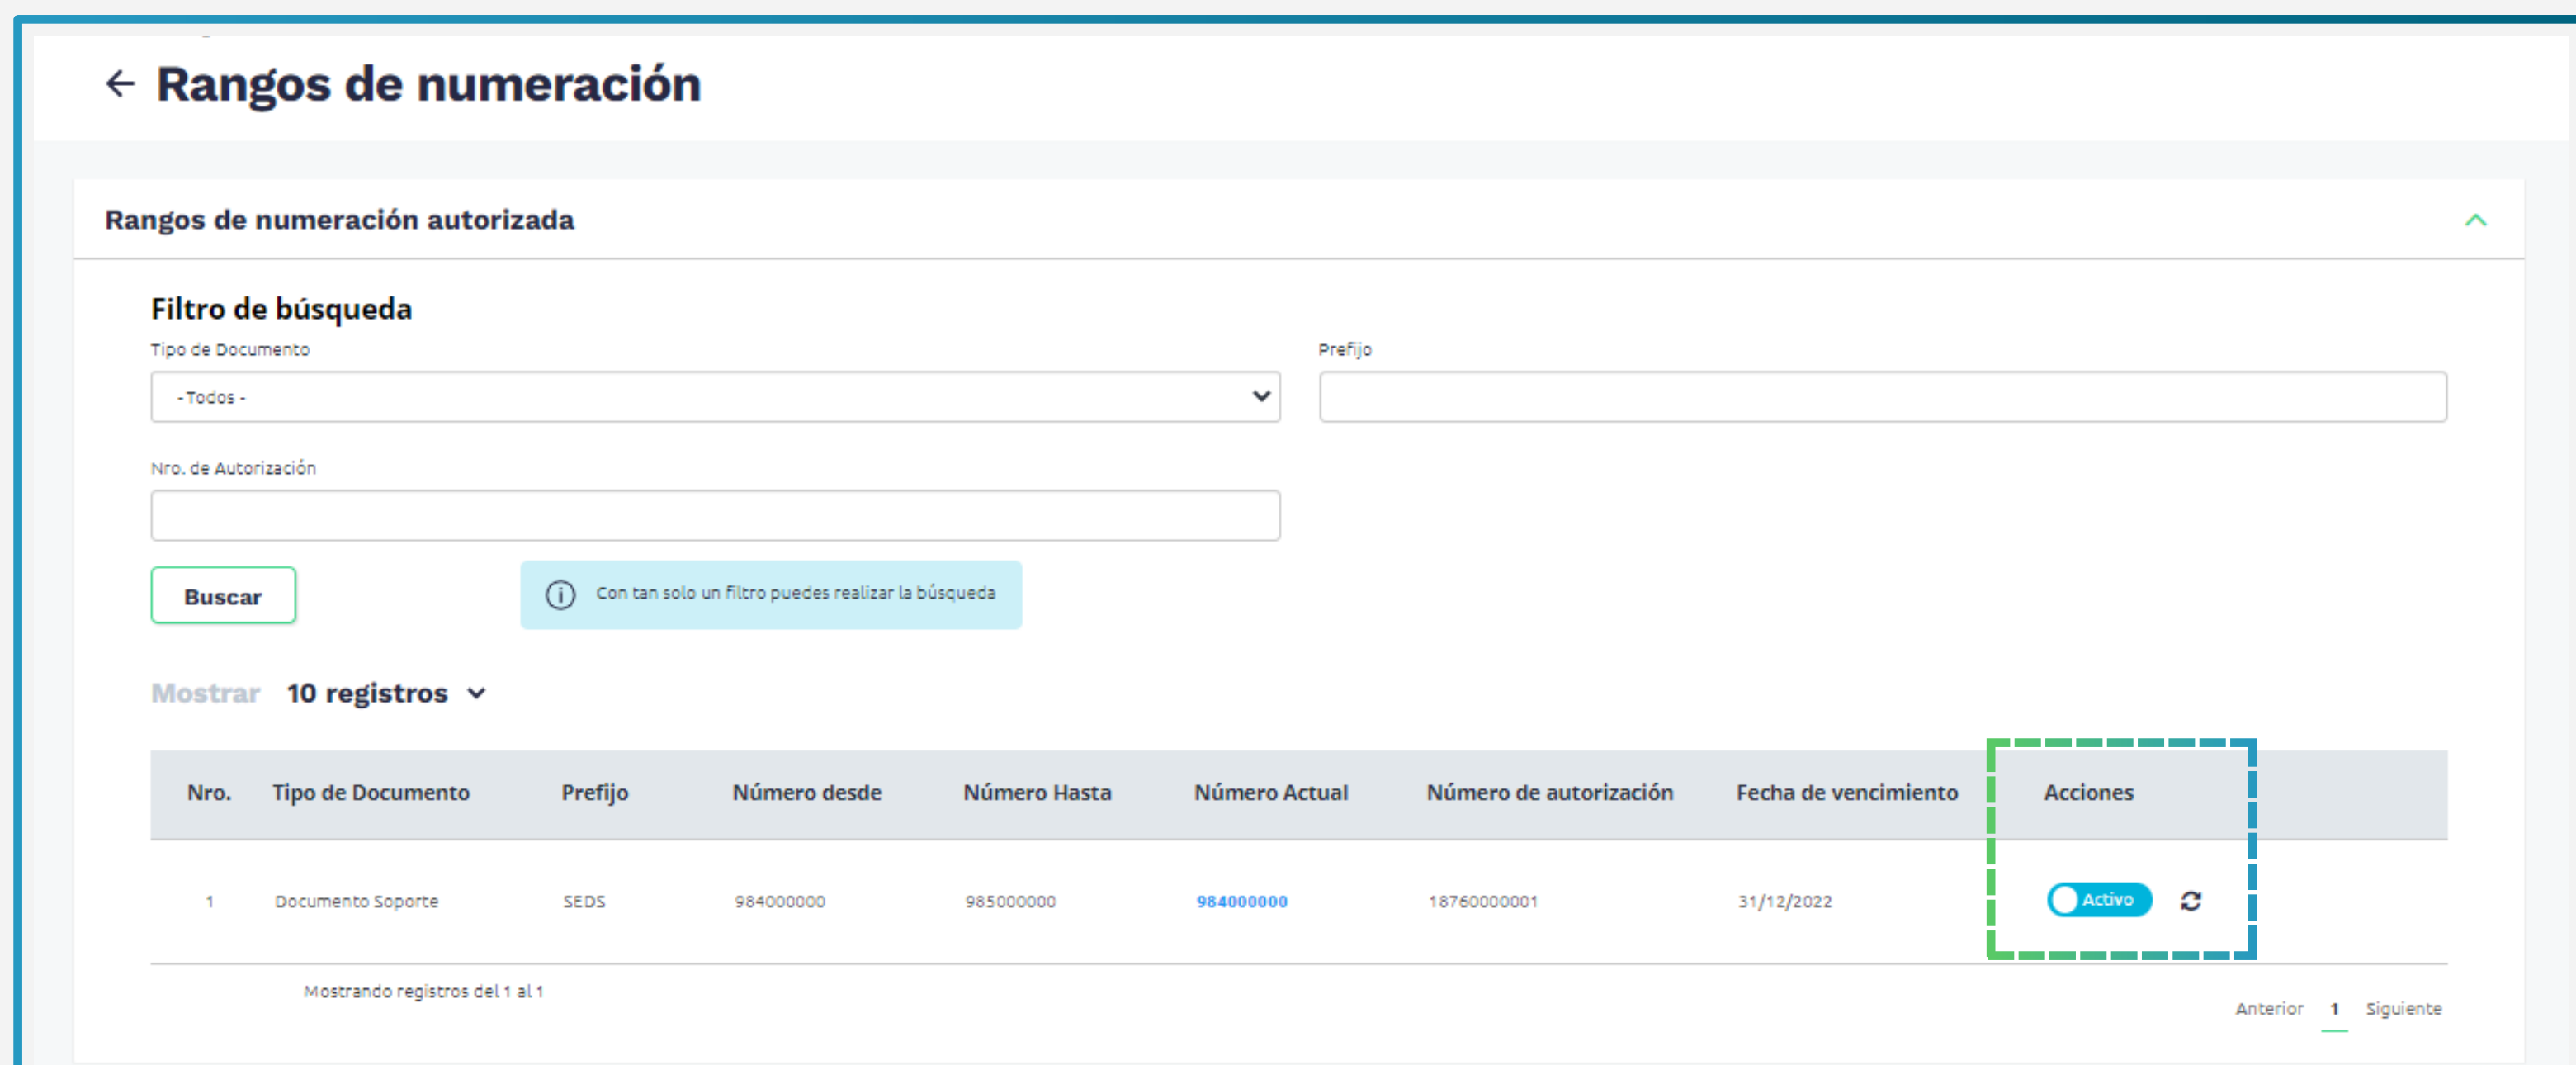 Rangos de numeración
Rangos de numeración autorizada
Filtro de búsqueda
Tipo de Documento
Prefijo
- Todos -
Nro. de Autorización
Buscar
Con tan solo un filtro puedes realizar la búsqueda
Mostrar 10 registros
Nro. Tipo de Documento Prefijo Número desde Número Hasta Número Actual Número de autorización Fecha de vencimiento Acciones
1 Documento Soporte SEDS 984000000 985000000 984000000 18760000001 31/12/2022 Activo
Mostrando registros del 1 al 1
Anterior 1 Siguiente